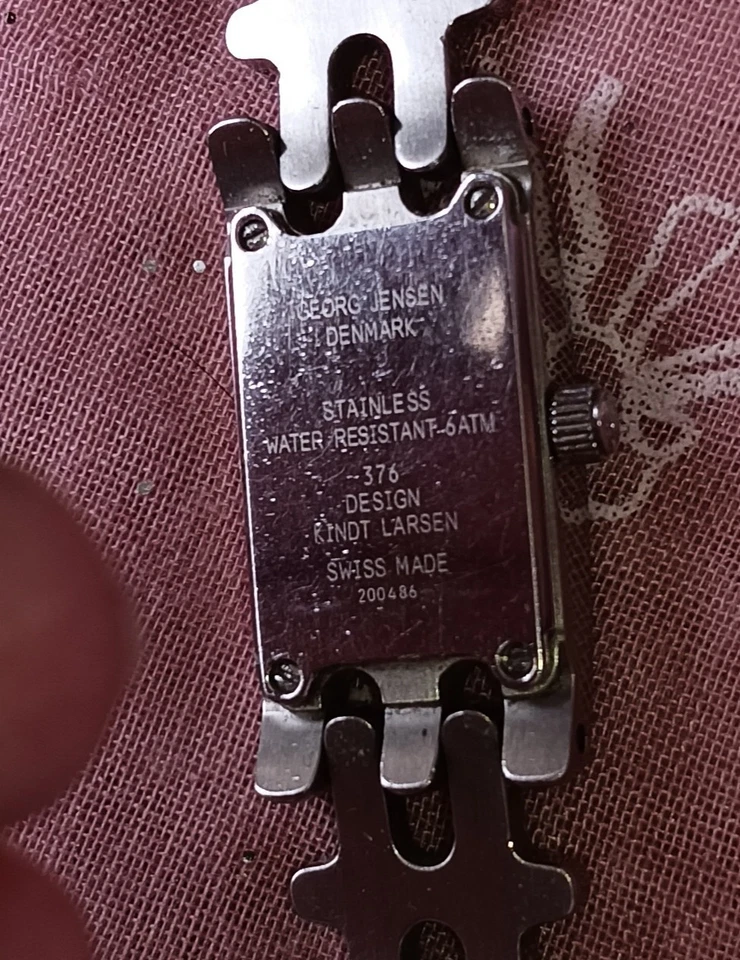 GEORG JENSEN
DENMARK
STAINLESS
WATER RESISTANT-6ATM
376
DESIGN
KINDT LARSEN
SWISS MADE
200486